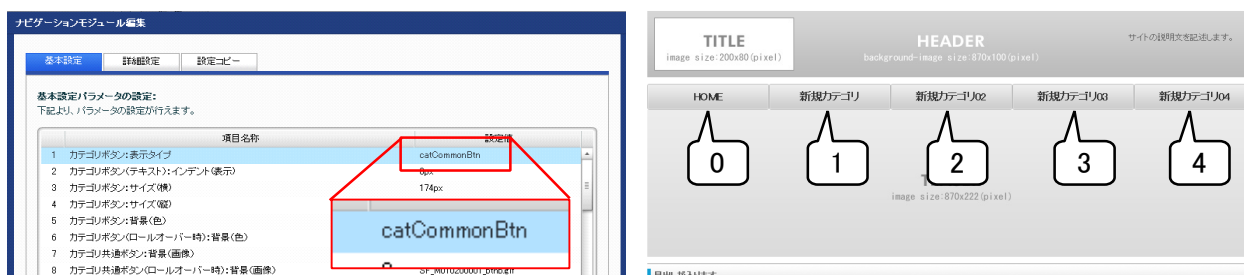 ナビゲーションモジュール編集
基本設定
詳細設定
設定コピー
基本設定パラメータの設定:
下記より、パラメータの設定が行えます。
項目名称
設定値
1 カテゴリボタン:表示タイプ catCommonBtn
2 カテゴリボタン(テキスト):インデント(表示) 0px
3 カテゴリボタン:サイズ(横) 174px
4 カテゴリボタン:サイズ(縦)
5 カテゴリボタン:背景(色)
6 カテゴリボタン(ロールオーバー時):背景(色)
7 カテゴリ共通ボタン:背景(画像)
8 カテゴリ共通ボタン(ロールオーバー時):背景(画像)
catCommonBtn
TITLE
image size:200x80(pixel)
HEADER
background-image size:870x100(pixel)
サイトの説明文を記述します。
HOME
新規カテゴリ
新規カテゴリ02
新規カテゴリ03
新規カテゴリ04
0
1
2
3
4
image size:870x222(pixel)